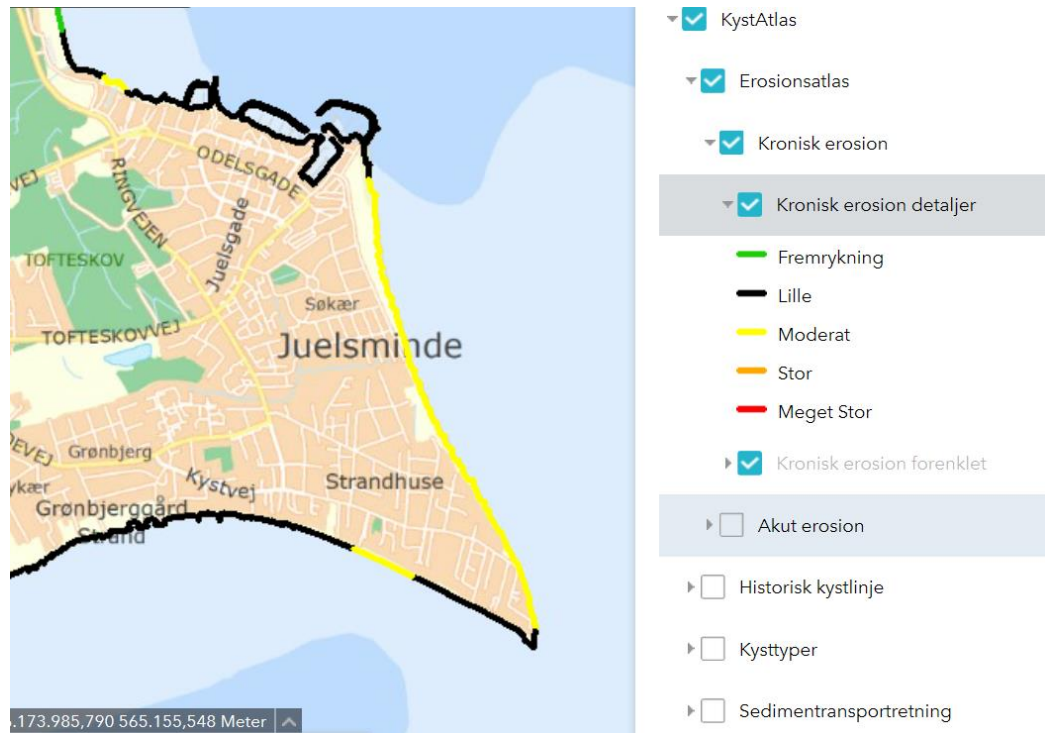 ODELSGADE
VEJ
RINGVEJEN
TOFTESKOV
Juelsgade
Søkær
TOFTESKOVVEJ
Juelsminde
Grønbjerg
Kystvej
Strandhuse
Grønbjerggård
Strand
.173.985,790 565.155,548 Meter
KystAtlas
Erosionsatlas
Kronisk erosion
Kronisk erosion detaljer
Fremrykning
Lille
Moderat
Stor
Meget Stor
Kronisk erosion forenklet
Akut erosion
Historisk kystlinje
Kysttyper
Sedimentransportretning